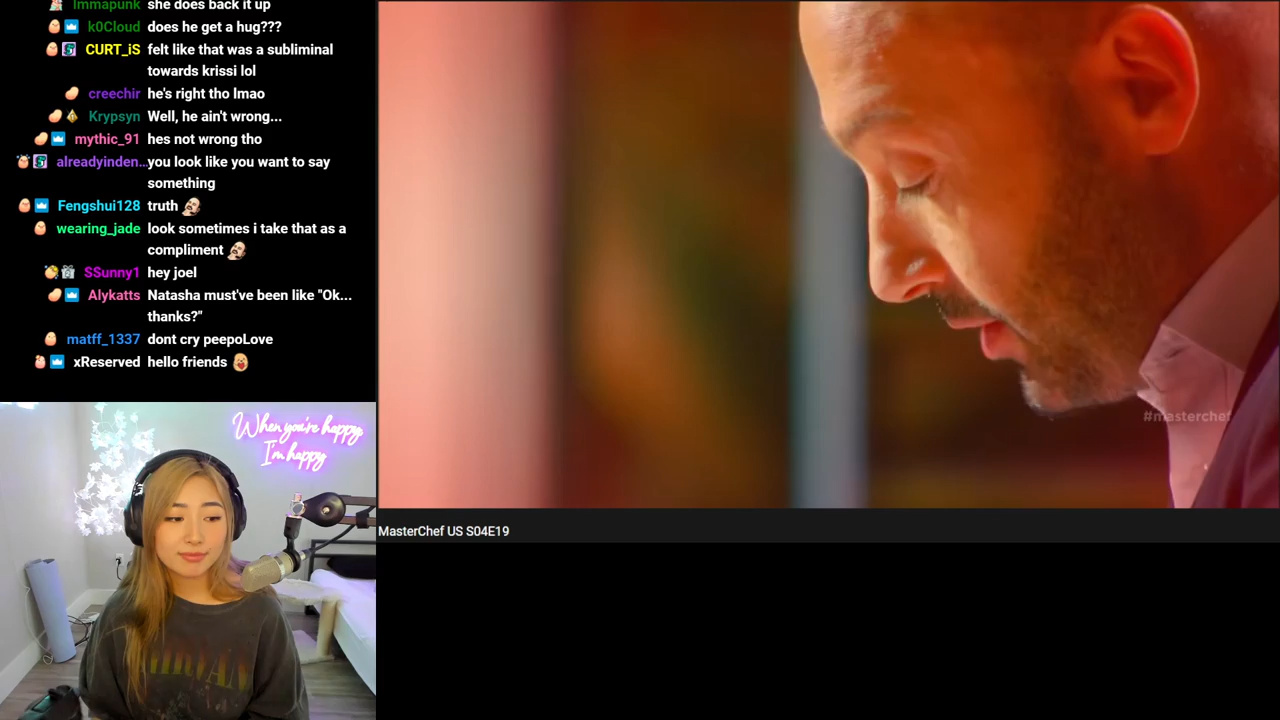 Immapunk she does back it up
k0Cloud does he get a hug???
CURT_iS felt like that was a subliminal
towards krissi lol
creechir he's right tho lmao
Krypsyn Well, he ain't wrong...
mythic_91 hes not wrong tho
alreadyinden... you look like you want to say
something
Fengshui128 truth
wearing_jade look sometimes i take that as a
compliment
SSunny1 hey joel
Alykatts Natasha must've been like "Ok...
thanks?"
matff_1337 dont cry peepoLove
xReserved hello friends
#masterchef
MasterChef US S04E19
When you're happy
I'm happy
NIRVANA